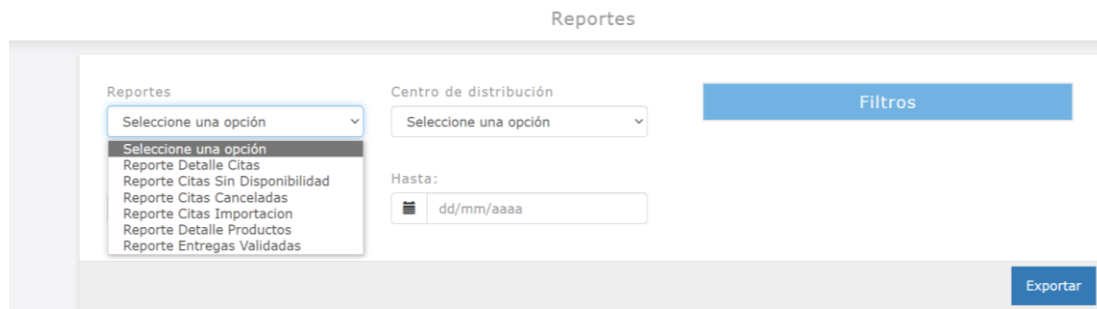 Reportes
Reportes
Centro de distribución
Filtros
Seleccione una opción
Seleccione una opción
Seleccione una opción
Reporte Detalle Citas
Reporte Citas Sin Disponibilidad
Reporte Citas Canceladas
Reporte Citas Importacion
Reporte Detalle Productos
Reporte Entregas Validadas
Hasta:
dd/mm/aaaa
Exportar